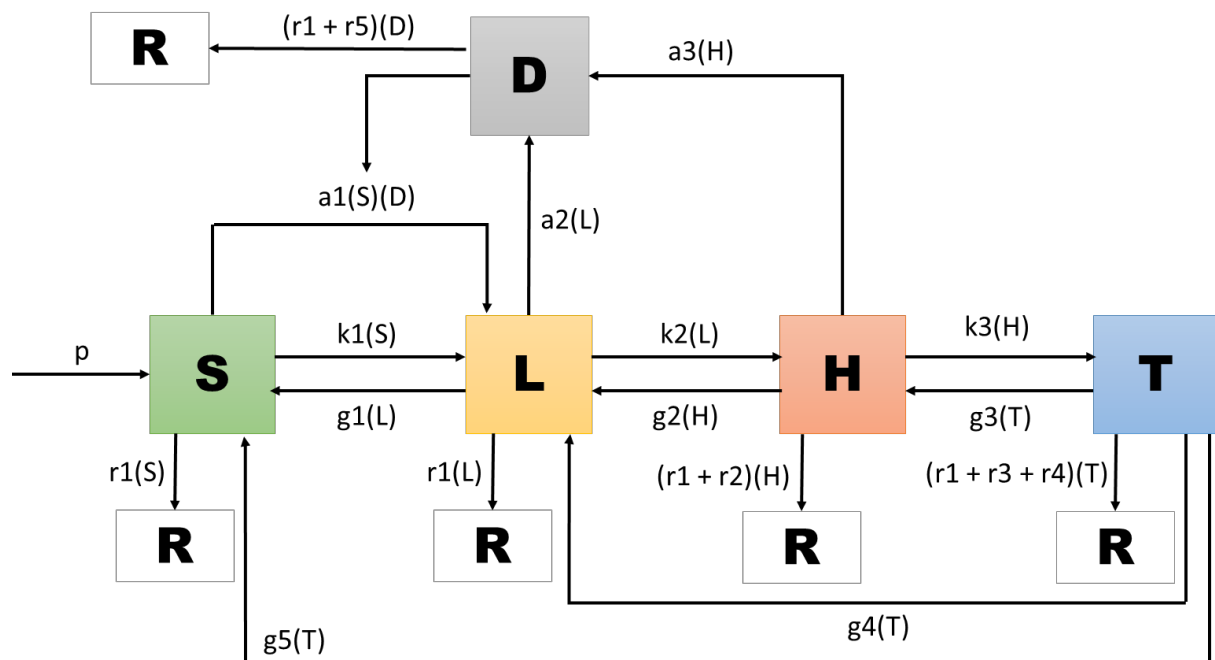 R
(r1 + r5)(D)
D
a3(H)
a1(S)(D)
a2(L)
p
S
k1(S)
g1(L)
L
k2(L)
g2(H)
H
k3(H)
g3(T)
T
r1(S)
R
r1(L)
R
(r1 + r2)(H)
R
(r1 + r3 + r4)(T)
R
g5(T)
g4(T)